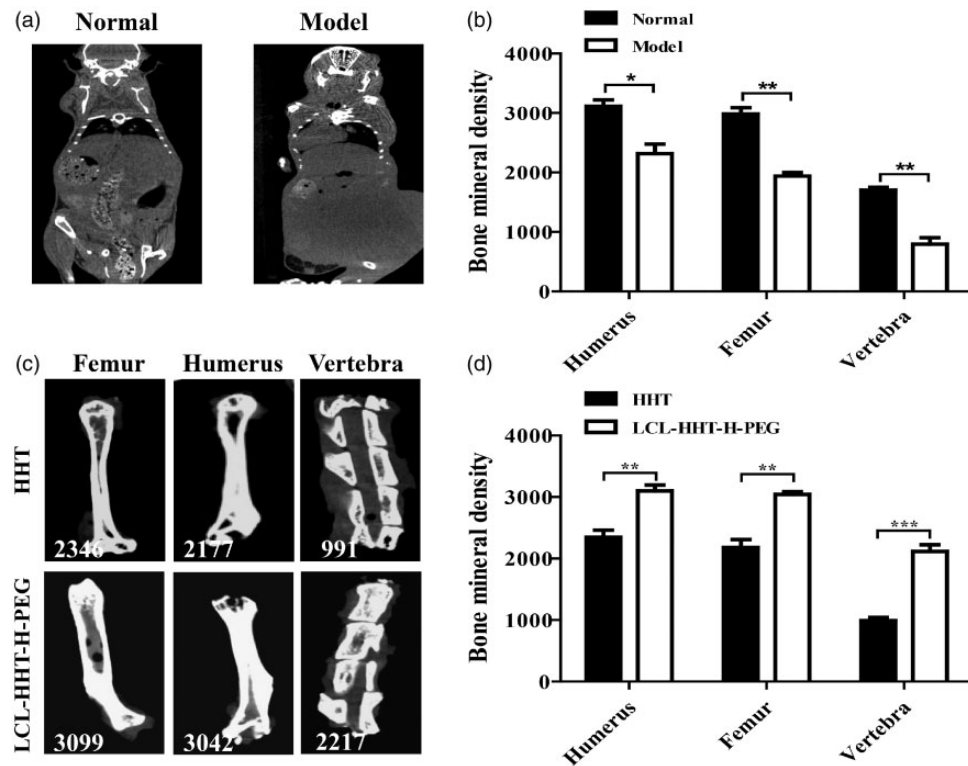 (a)
Normal
Model
(b)
Normal
Model
4000
3000
2000
1000
0
Bone mineral density
*
**
**
Humerus
Femur
Vertebra
(c)
Femur
Humerus
Vertebra
HHT
2346
2177
991
LCL-HHT-H-PEG
3099
3042
2217
(d)
HHT
LCL-HHT-H-PEG
4000
3000
2000
1000
0
Bone mineral density
**
**
***
Humerus
Femur
Vertebra